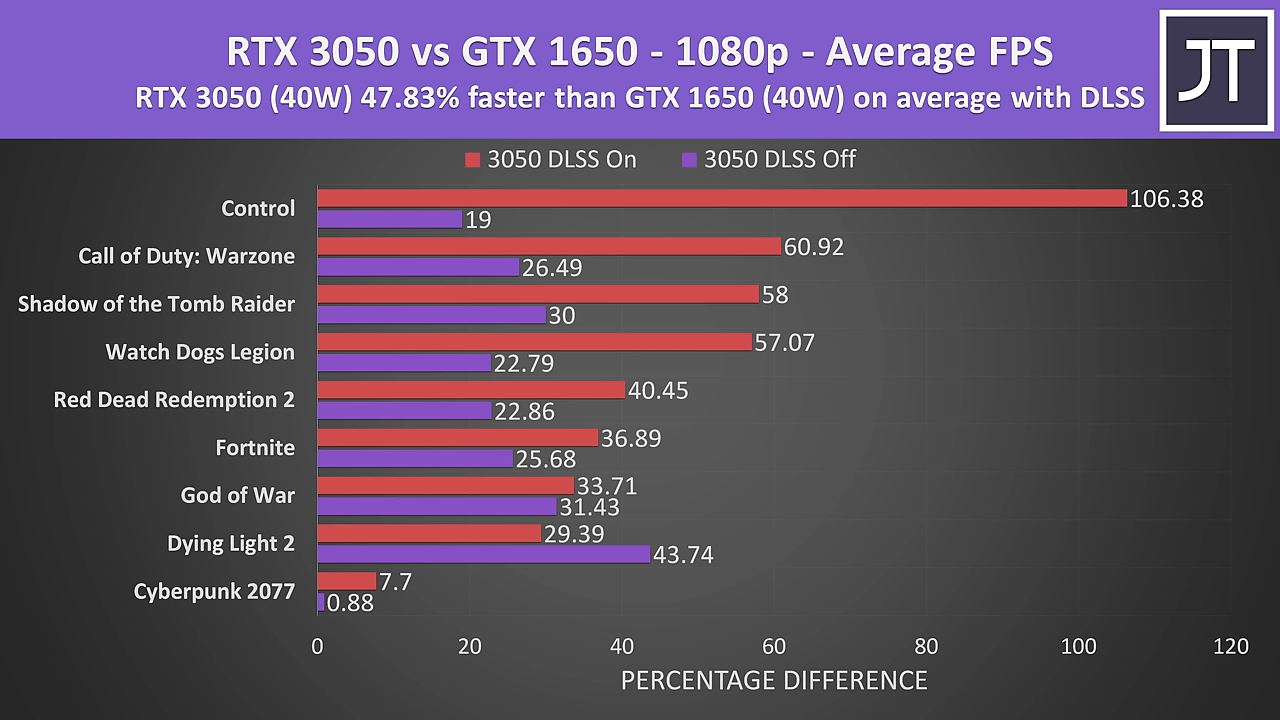 RTX 3050 vs GTX 1650 - 1080p - Average FPS
RTX 3050 (40W) 47.83% faster than GTX 1650 (40W) on average with DLSS
JT
3050 DLSS On
3050 DLSS Off
Control
106.38
19
Call of Duty: Warzone
60.92
26.49
Shadow of the Tomb Raider
58
30
Watch Dogs Legion
57.07
22.79
Red Dead Redemption 2
40.45
22.86
Fortnite
36.89
25.68
God of War
33.71
31.43
Dying Light 2
29.39
43.74
Cyberpunk 2077
7.7
0.88
0 20 40 60 80 100 120
PERCENTAGE DIFFERENCE